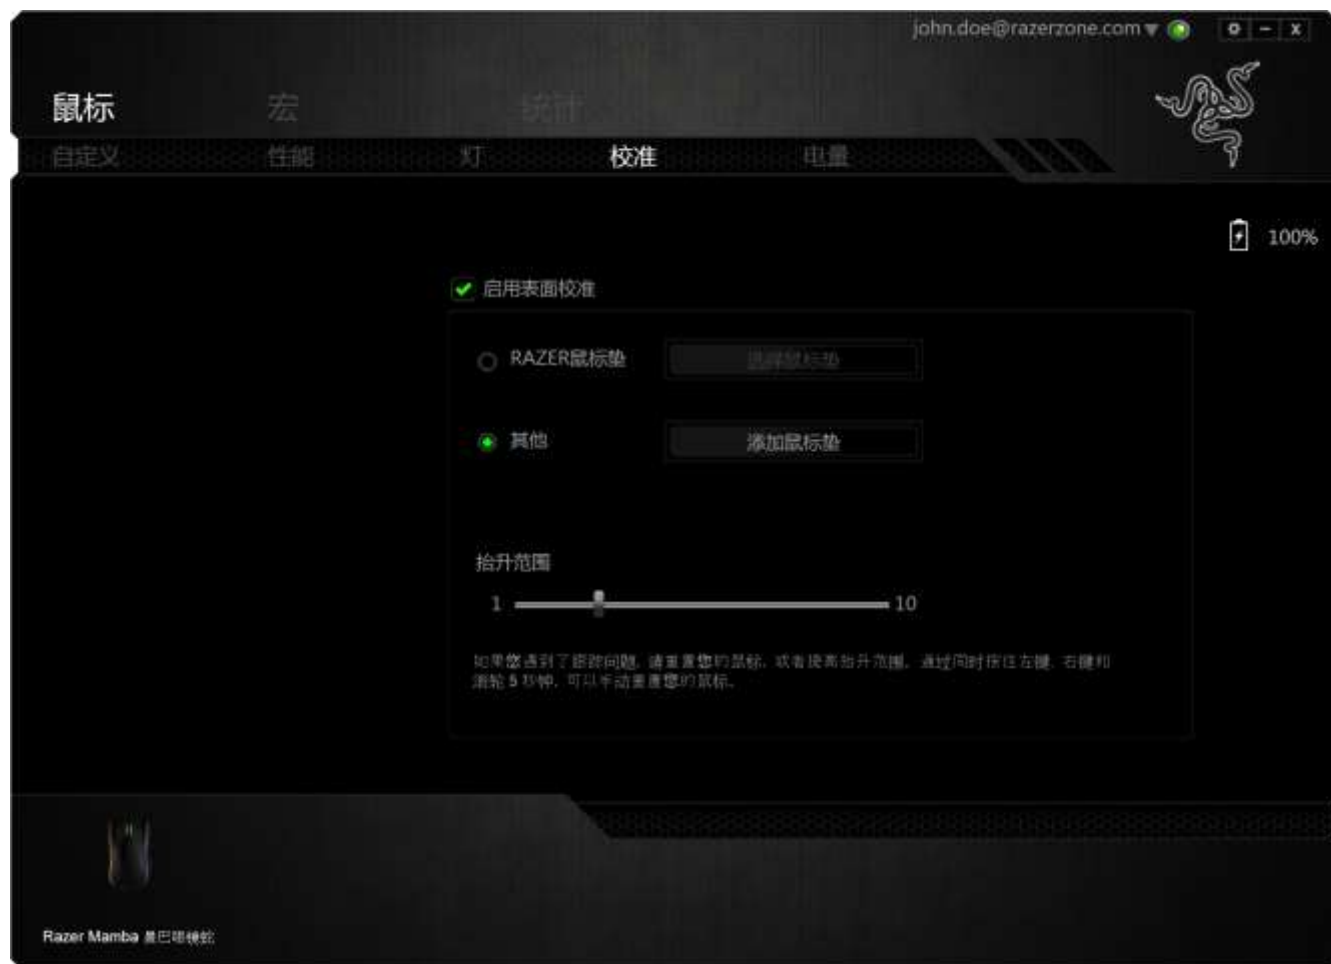 john.doe@razerzone.com
鼠标 宏 统计
自定义 性能 灯 校准 电量
100%
启用表面校准
RAZER鼠标垫 选择鼠标垫
其他 添加鼠标垫
抬升范围
1 10
如果您遇到了跟踪问题，请重置您的鼠标，或者提高抬升范围。通过同时按住左键、右键和
滚轮 5 秒钟，可以手动重置您的鼠标。
Razer Mamba 曼巴眼镜蛇